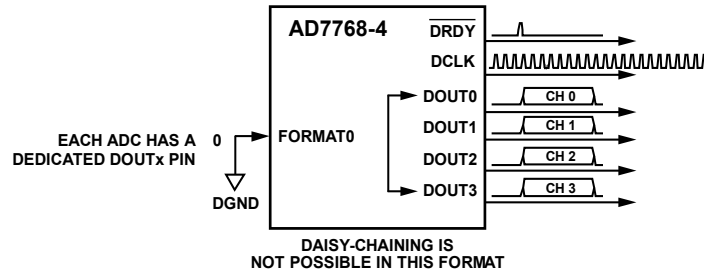 AD7768-4
DRDY
DCLK
DOUT0
CH 0
EACH ADC HAS A
DEDICATED DOUTx PIN
0
FORMAT0
DOUT1
CH 1
DOUT2
CH 2
DGND
DOUT3
CH 3
DAISY-CHAINING IS
NOT POSSIBLE IN THIS FORMAT